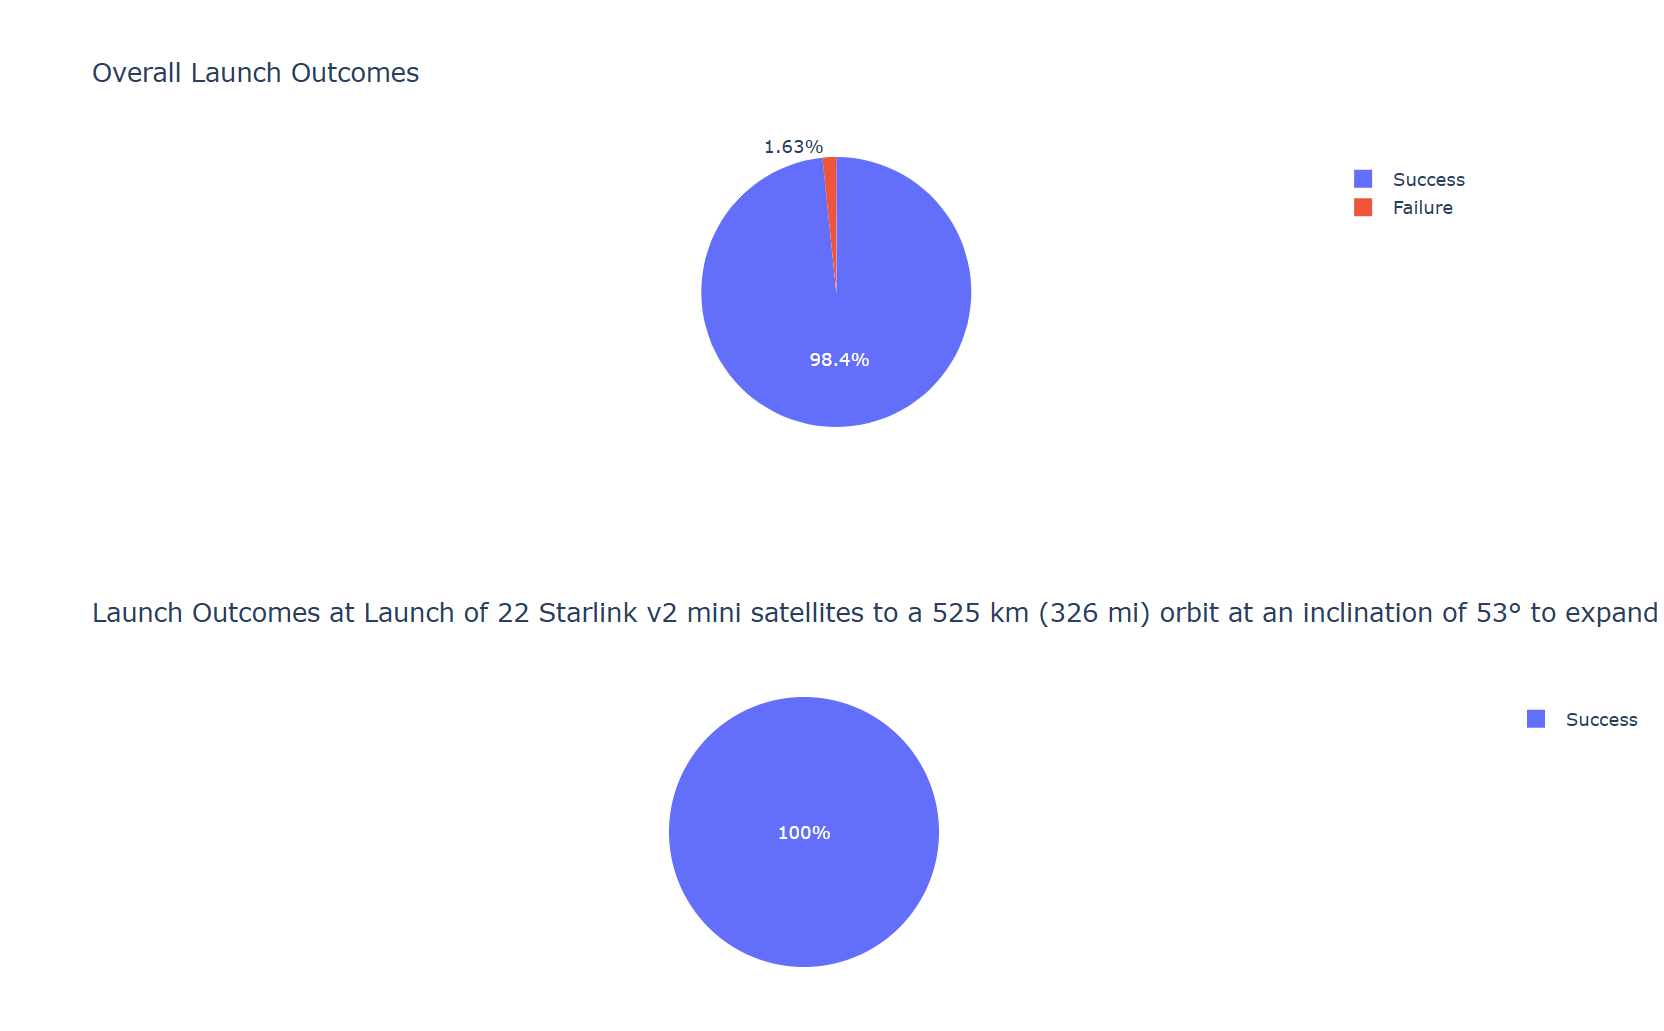 Overall Launch Outcomes
1.63%
Success
Failure
98.4%
Launch Outcomes at Launch of 22 Starlink v2 mini satellites to a 525 km (326 mi) orbit at an inclination of 53° to expand
Success
100%